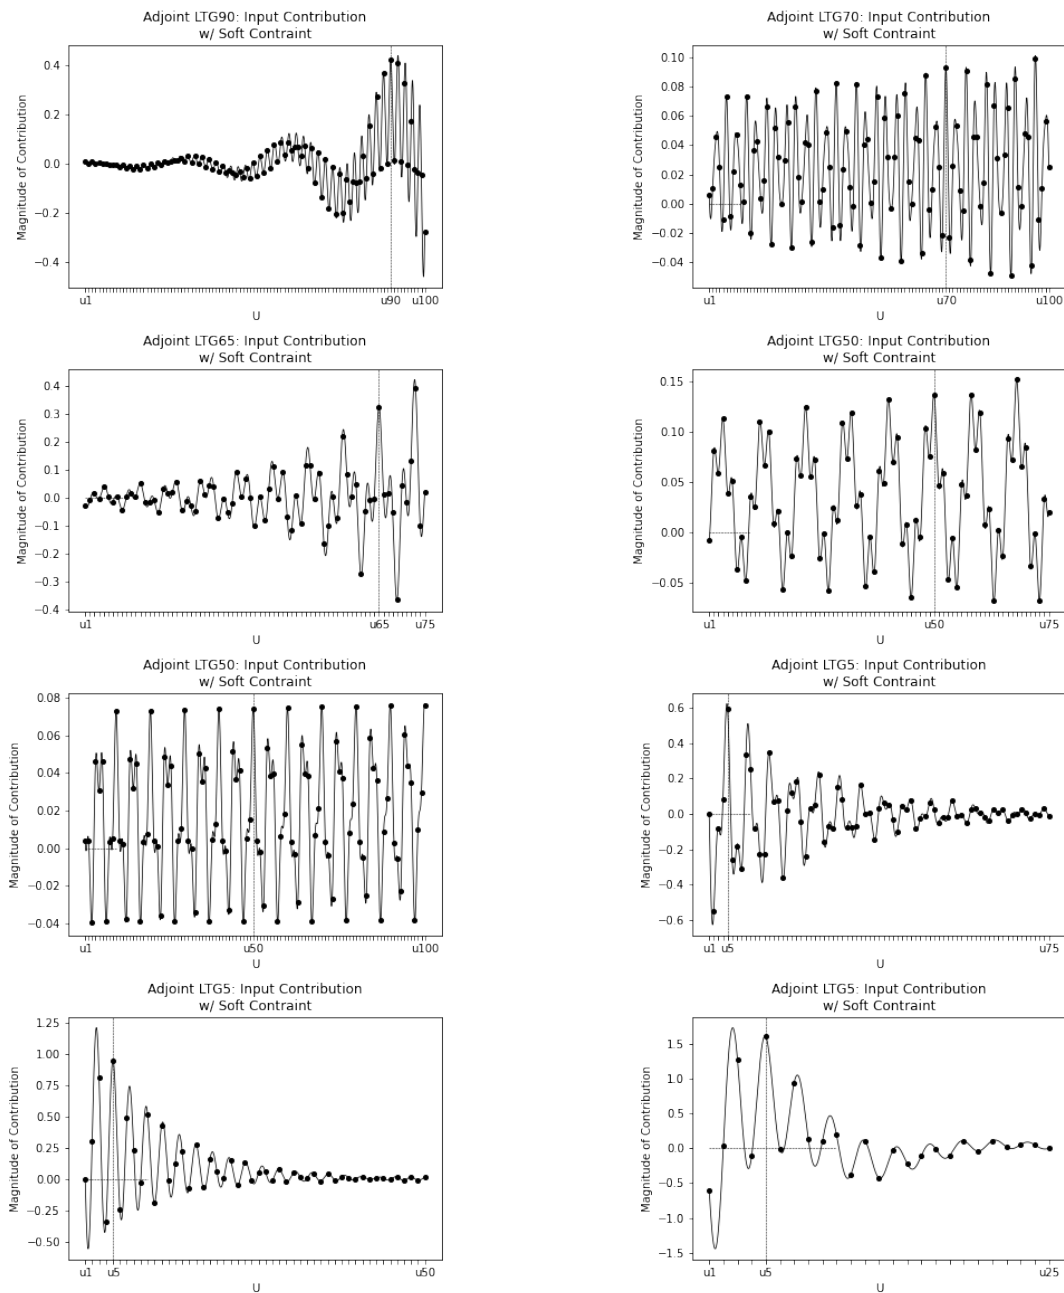 Adjoint LTG90: Input Contribution
w/ Soft Contraint
Magnitude of Contribution
0.4
0.2
0.0
−0.2
−0.4
u1
u90
u100
U
Adjoint LTG70: Input Contribution
w/ Soft Contraint
Magnitude of Contribution
0.10
0.08
0.06
0.04
0.02
0.00
−0.02
−0.04
u1
u70
u100
U
Adjoint LTG65: Input Contribution
w/ Soft Contraint
Magnitude of Contribution
0.4
0.3
0.2
0.1
0.0
−0.1
−0.2
−0.3
−0.4
u1
u65
u75
U
Adjoint LTG50: Input Contribution
w/ Soft Contraint
Magnitude of Contribution
0.15
0.10
0.05
0.00
−0.05
u1
u50
u75
U
Adjoint LTG50: Input Contribution
w/ Soft Contraint
Magnitude of Contribution
0.08
0.06
0.04
0.02
0.00
−0.02
−0.04
u1
u50
u100
U
Adjoint LTG5: Input Contribution
w/ Soft Contraint
Magnitude of Contribution
0.6
0.4
0.2
0.0
−0.2
−0.4
−0.6
u1
u5
u75
U
Adjoint LTG5: Input Contribution
w/ Soft Contraint
Magnitude of Contribution
1.25
1.00
0.75
0.50
0.25
0.00
−0.25
−0.50
u1
u5
u50
U
Adjoint LTG5: Input Contribution
w/ Soft Contraint
Magnitude of Contribution
1.5
1.0
0.5
0.0
−0.5
−1.0
−1.5
u1
u5
u25
U